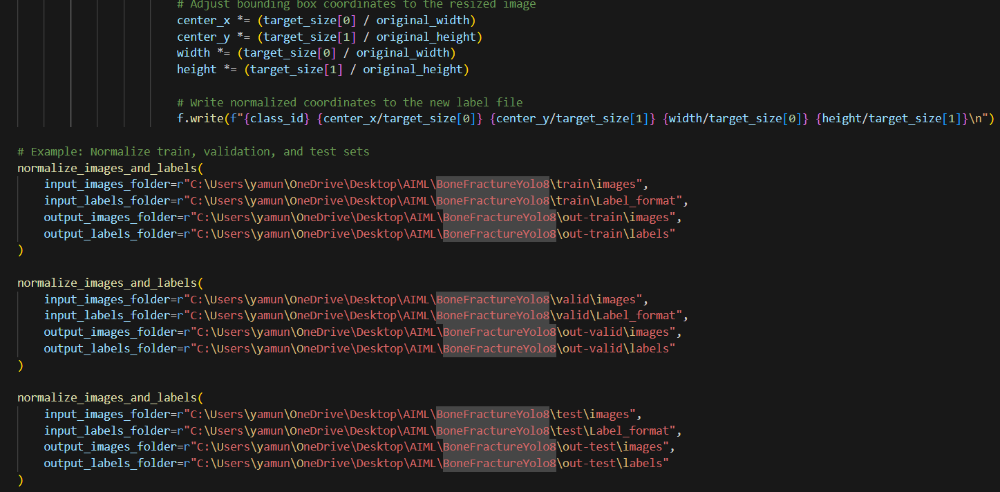 # Adjust bounding box coordinates to the resized image
center_x *= (target_size[0] / original_width)
center_y *= (target_size[1] / original_height)
width *= (target_size[0] / original_width)
height *= (target_size[1] / original_height)
# Write normalized coordinates to the new label file
f.write(f"{class_id} {center_x/target_size[0]} {center_y/target_size[1]} {width/target_size[0]} {height/target_size[1]}\n")
# Example: Normalize train, validation, and test sets
normalize_images_and_labels(
input_images_folder=r"C:\Users\yamun\OneDrive\Desktop\AIML\BoneFractureYolo8\train\images",
input_labels_folder=r"C:\Users\yamun\OneDrive\Desktop\AIML\BoneFractureYolo8\train\Label_format",
output_images_folder=r"C:\Users\yamun\OneDrive\Desktop\AIML\BoneFractureYolo8\out-train\images",
output_labels_folder=r"C:\Users\yamun\OneDrive\Desktop\AIML\BoneFractureYolo8\out-train\labels"
)
normalize_images_and_labels(
input_images_folder=r"C:\Users\yamun\OneDrive\Desktop\AIML\BoneFractureYolo8\valid\images",
input_labels_folder=r"C:\Users\yamun\OneDrive\Desktop\AIML\BoneFractureYolo8\valid\Label_format",
output_images_folder=r"C:\Users\yamun\OneDrive\Desktop\AIML\BoneFractureYolo8\out-valid\images",
output_labels_folder=r"C:\Users\yamun\OneDrive\Desktop\AIML\BoneFractureYolo8\out-valid\labels"
)
normalize_images_and_labels(
input_images_folder=r"C:\Users\yamun\OneDrive\Desktop\AIML\BoneFractureYolo8\test\images",
input_labels_folder=r"C:\Users\yamun\OneDrive\Desktop\AIML\BoneFractureYolo8\test\Label_format",
output_images_folder=r"C:\Users\yamun\OneDrive\Desktop\AIML\BoneFractureYolo8\out-test\images",
output_labels_folder=r"C:\Users\yamun\OneDrive\Desktop\AIML\BoneFractureYolo8\out-test\labels"
)